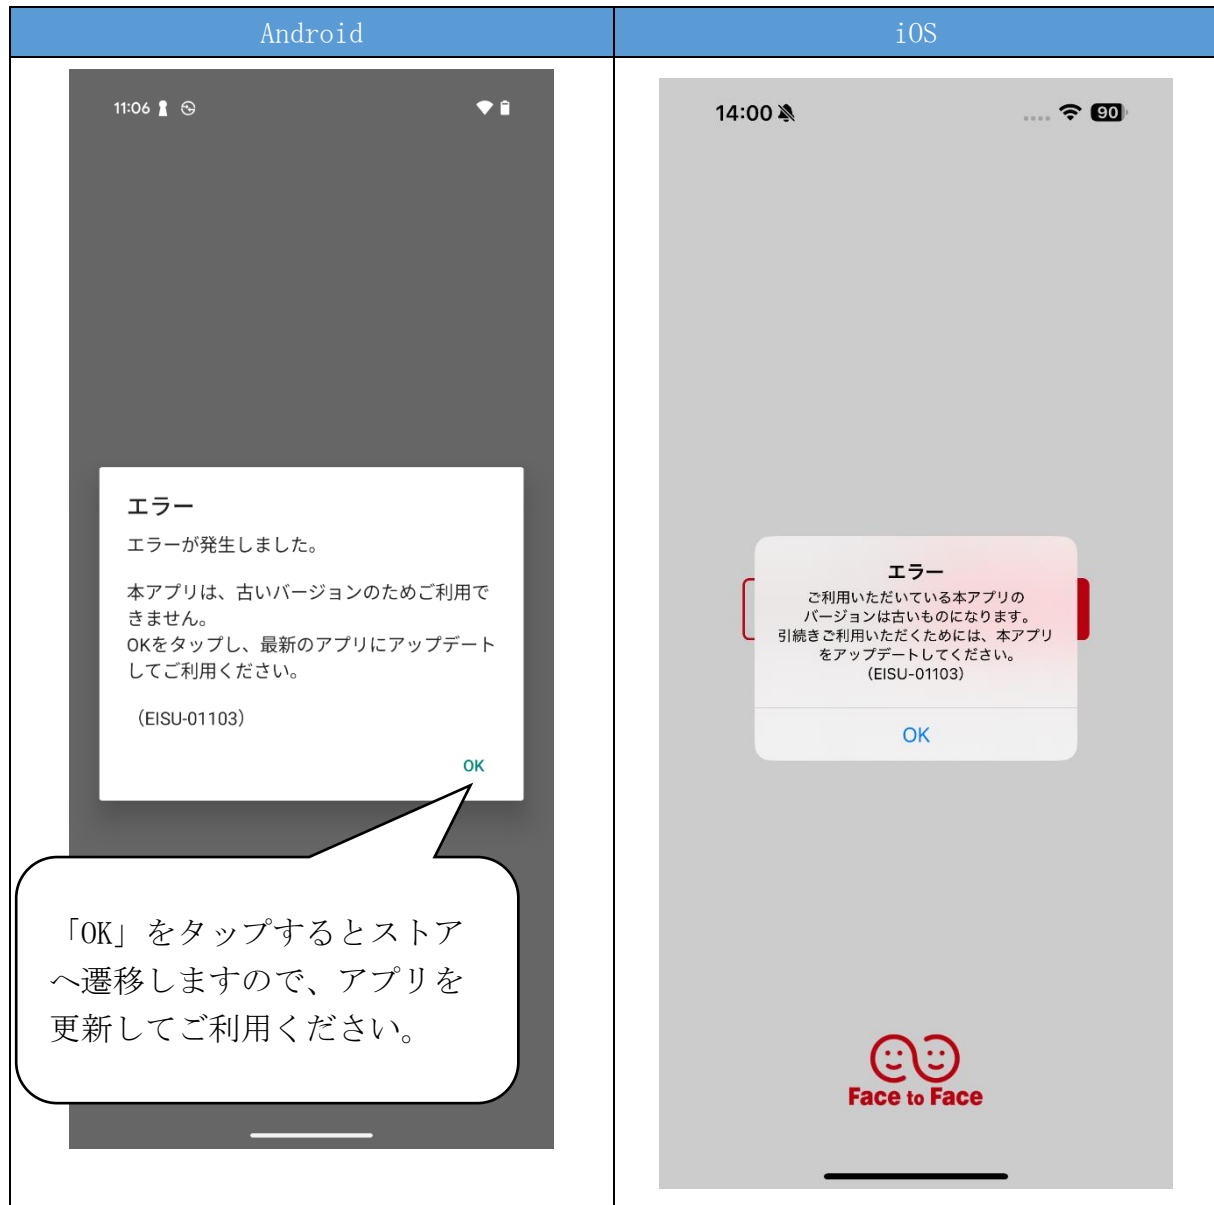 Android
iOS
11:06
エラー
エラーが発生しました。
本アプリは、古いバージョンのためご利用で
きません。
OKをタップし、最新のアプリにアップデート
してご利用ください。
（EISU-01103）
OK
「OK」をタップするとストア
へ遷移しますので、アプリを
更新してご利用ください。
14:00
90
エラー
ご利用いただいている本アプリの
バージョンは古いものになります。
引続きご利用いただくためには、本アプリ
をアップデートしてください。
（EISU-01103）
OK
Face to Face